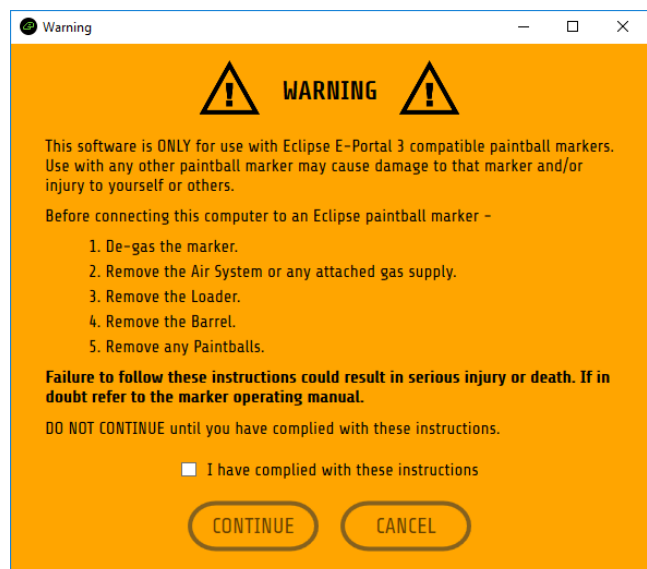 Warning
WARNING
This software is ONLY for use with Eclipse E-Portal 3 compatible paintball markers.
Use with any other paintball marker may cause damage to that marker and/or
injury to yourself or others.
Before connecting this computer to an Eclipse paintball marker -
1. De-gas the marker.
2. Remove the Air System or any attached gas supply.
3. Remove the Loader.
4. Remove the Barrel.
5. Remove any Paintballs.
Failure to follow these instructions could result in serious injury or death. If in
doubt refer to the marker operating manual.
DO NOT CONTINUE until you have complied with these instructions.
I have complied with these instructions
CONTINUE CANCEL